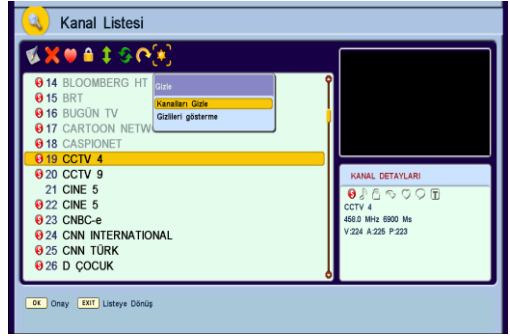 Kanal Listesi
14 BLOOMBERG HT
15 BRT
16 BUGÜN TV
17 CARTOON NETW
18 CASPIONET
19 CCTV 4
20 CCTV 9
21 CINE 5
22 CINE 5
23 CNBC-e
24 CNN INTERNATIONAL
25 CNN TÜRK
26 D ÇOCUK
Gizle
Kanalları Gizle
Gizlileri gösterme
KANAL DETAYLARI
CCTV 4
458.0 MHz 6900 Ms
V:224 A:225 P:223
OK Onay EXIT Listeye Dönüş